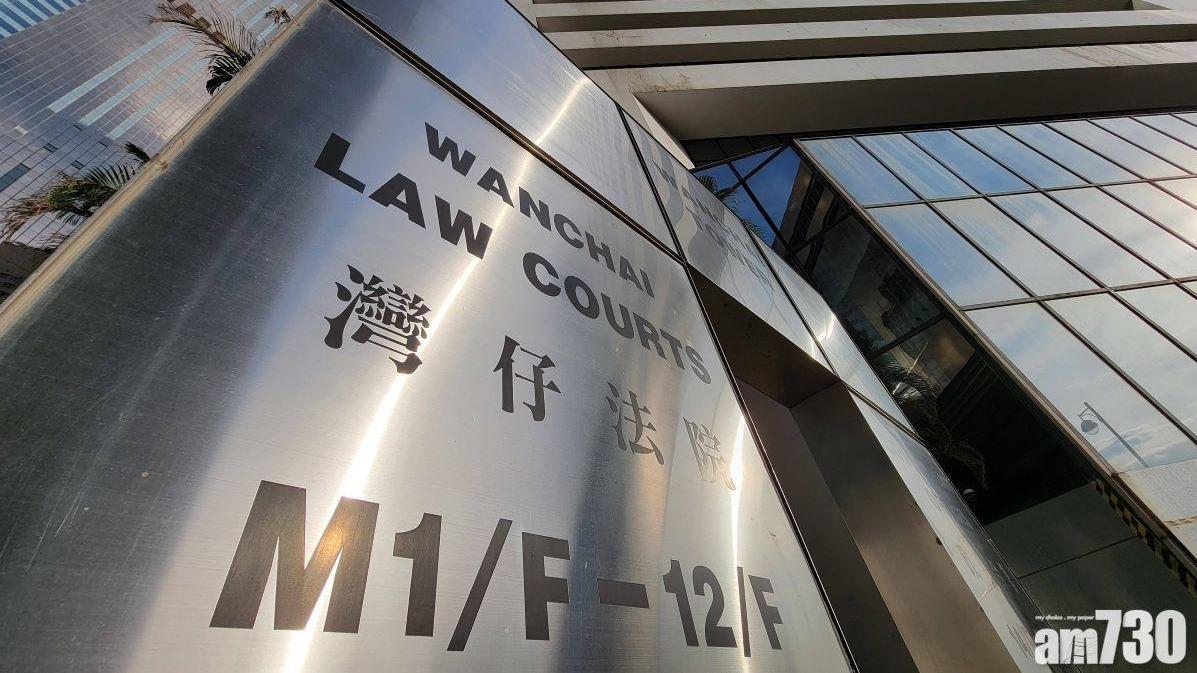 WANCHAI
LAW COURTS
灣仔法院
M1/F－12/F
my choice . my paper
am730